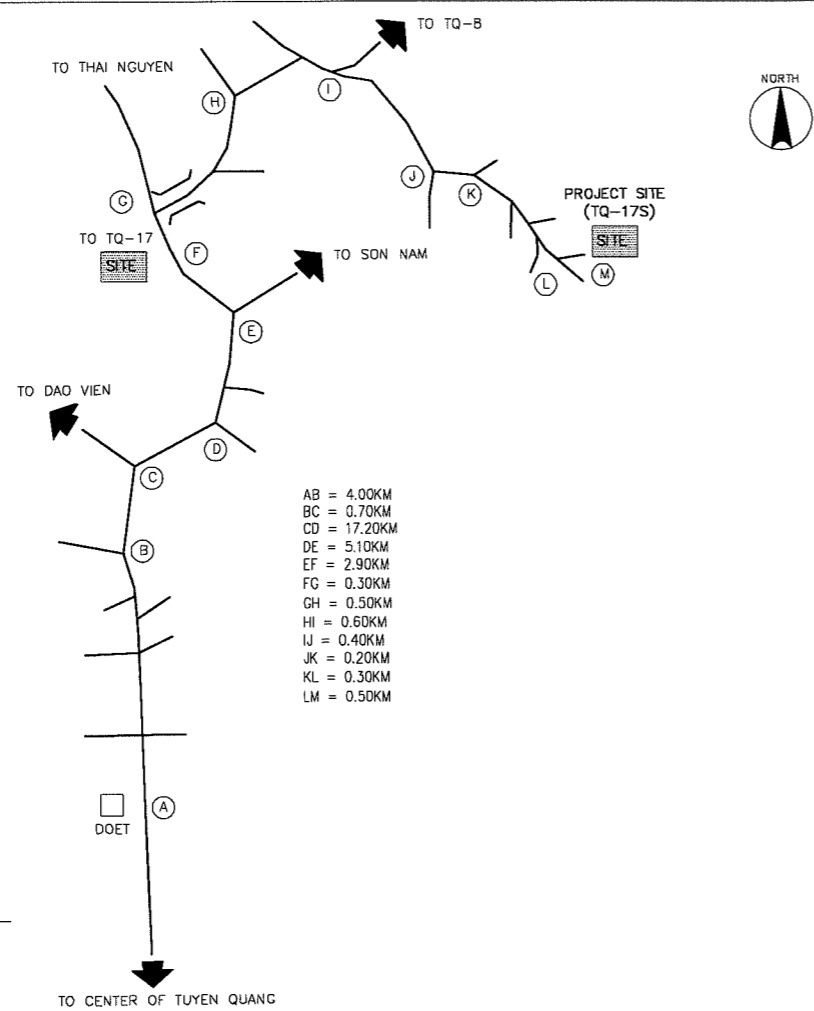 TO TQ-8
TO THAI NGUYEN
NORTH
H
I
J
K
PROJECT SITE
(TQ-17S)
SITE
G
TO TQ-17
SITE
F
TO SON NAM
L
M
E
TO DAO VIEN
D
C
B
AB = 4.00KM
BC = 0.70KM
CD = 17.20KM
DE = 5.10KM
EF = 2.90KM
FG = 0.30KM
GH = 0.50KM
HI = 0.60KM
IJ = 0.40KM
JK = 0.20KM
KL = 0.30KM
LM = 0.50KM
A
DOET
TO CENTER OF TUYEN QUANG